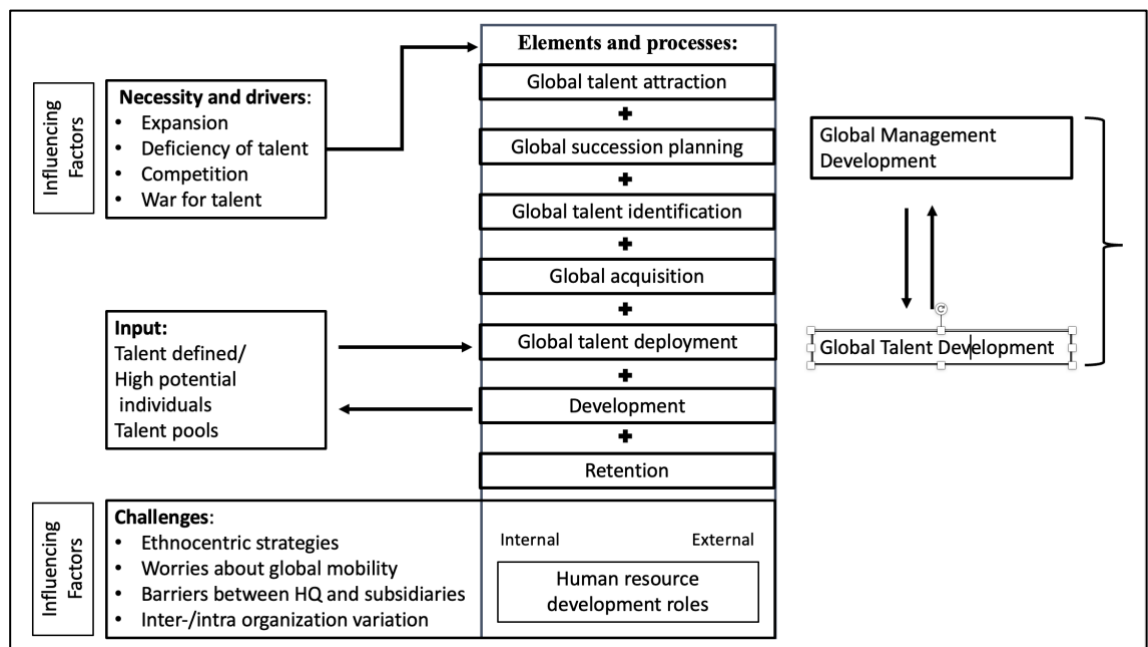 Influencing
Factors
Necessity and drivers:
• Expansion
• Deficiency of talent
• Competition
• War for talent
Input:
Talent defined/
High potential
individuals
Talent pools
Influencing
Factors
Challenges:
• Ethnocentric strategies
• Worries about global mobility
• Barriers between HQ and subsidiaries
• Inter-/intra organization variation
Elements and processes:
Global talent attraction
+
Global succession planning
+
Global talent identification
+
Global acquisition
+
Global talent deployment
+
Development
+
Retention
Internal External
Human resource
development roles
Global Management
Development
Global Talent Development